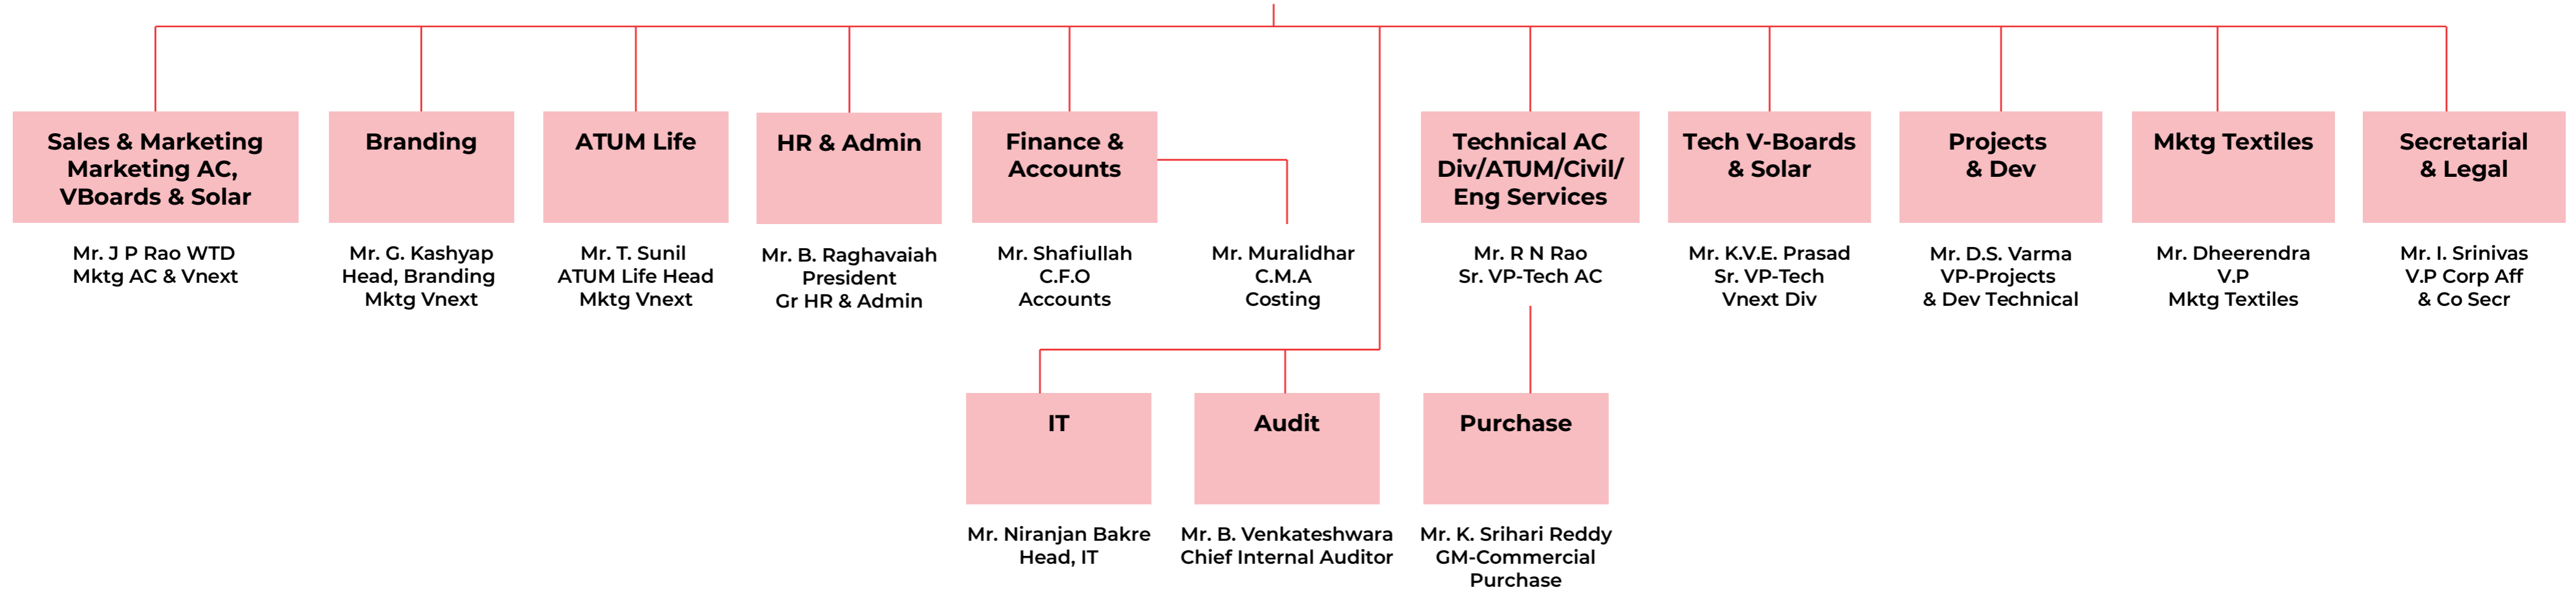 Sales & Marketing
Marketing AC,
VBoards & Solar
Mr. J P Rao WTD
Mktg AC & Vnext
Branding
Mr. G. Kashyap
Head, Branding
Mktg Vnext
ATUM Life
Mr. T. Sunil
ATUM Life Head
Mktg Vnext
HR & Admin
Mr. B. Raghavaiah
President
Gr HR & Admin
Finance &
Accounts
Mr. Shafiullah
C.F.O
Accounts
Mr. Muralidhar
C.M.A
Costing
Technical AC
Div/ATUM/Civil/
Eng Services
Mr. R N Rao
Sr. VP-Tech AC
Tech V-Boards
& Solar
Mr. K.V.E. Prasad
Sr. VP-Tech
Vnext Div
Projects
& Dev
Mr. D.S. Varma
VP-Projects
& Dev Technical
Mktg Textiles
Mr. Dheerendra
V.P
Mktg Textiles
Secretarial
& Legal
Mr. I. Srinivas
V.P Corp Aff
& Co Secr
IT
Mr. Niranjan Bakre
Head, IT
Audit
Mr. B. Venkateshwara
Chief Internal Auditor
Purchase
Mr. K. Srihari Reddy
GM-Commercial
Purchase